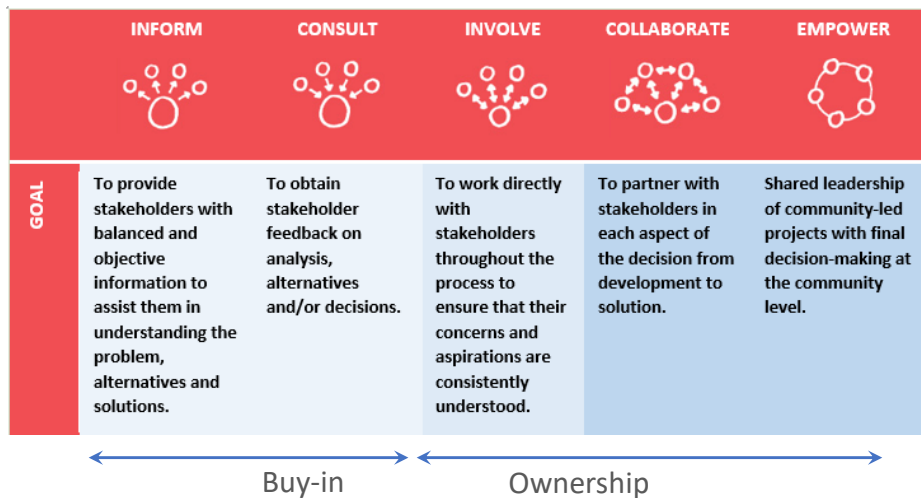 INFORM
CONSULT
INVOLVE
COLLABORATE
EMPOWER
GOAL
To provide
stakeholders with
balanced and
objective
information to
assist them in
understanding the
problem,
alternatives and
solutions.
To obtain
stakeholder
feedback on
analysis,
alternatives
and/or decisions.
To work directly
with
stakeholders
throughout the
process to
ensure that their
concerns and
aspirations are
consistently
understood.
To partner with
stakeholders in
each aspect of
the decision from
development to
solution.
Shared leadership
of community-led
projects with final
decision-making at
the community
level.
Buy-in
Ownership